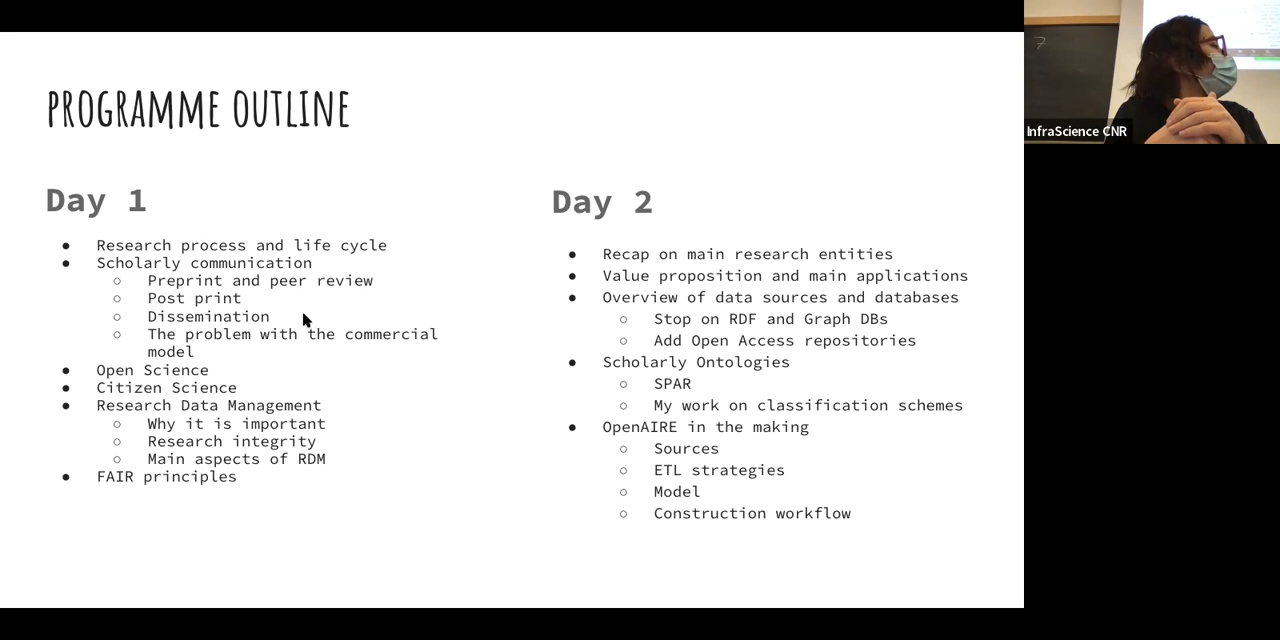 PROGRAMME OUTLINE
Day 1
● Research process and life cycle
● Scholarly communication
○ Preprint and peer review
○ Post print
○ Dissemination
○ The problem with the commercial
model
● Open Science
● Citizen Science
● Research Data Management
○ Why it is important
○ Research integrity
○ Main aspects of RDM
● FAIR principles
Day 2
● Recap on main research entities
● Value proposition and main applications
● Overview of data sources and databases
○ Stop on RDF and Graph DBs
○ Add Open Access repositories
● Scholarly Ontologies
○ SPAR
○ My work on classification schemes
● OpenAIRE in the making
○ Sources
○ ETL strategies
○ Model
○ Construction workflow
7
InfraScience CNR